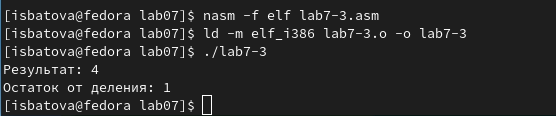 [isbatova@fedora lab07]$ nasm -f elf lab7-3.asm
[isbatova@fedora lab07]$ ld -m elf_i386 lab7-3.o -o lab7-3
[isbatova@fedora lab07]$ ./lab7-3
Результат: 4
Остаток от деления: 1
[isbatova@fedora lab07]$